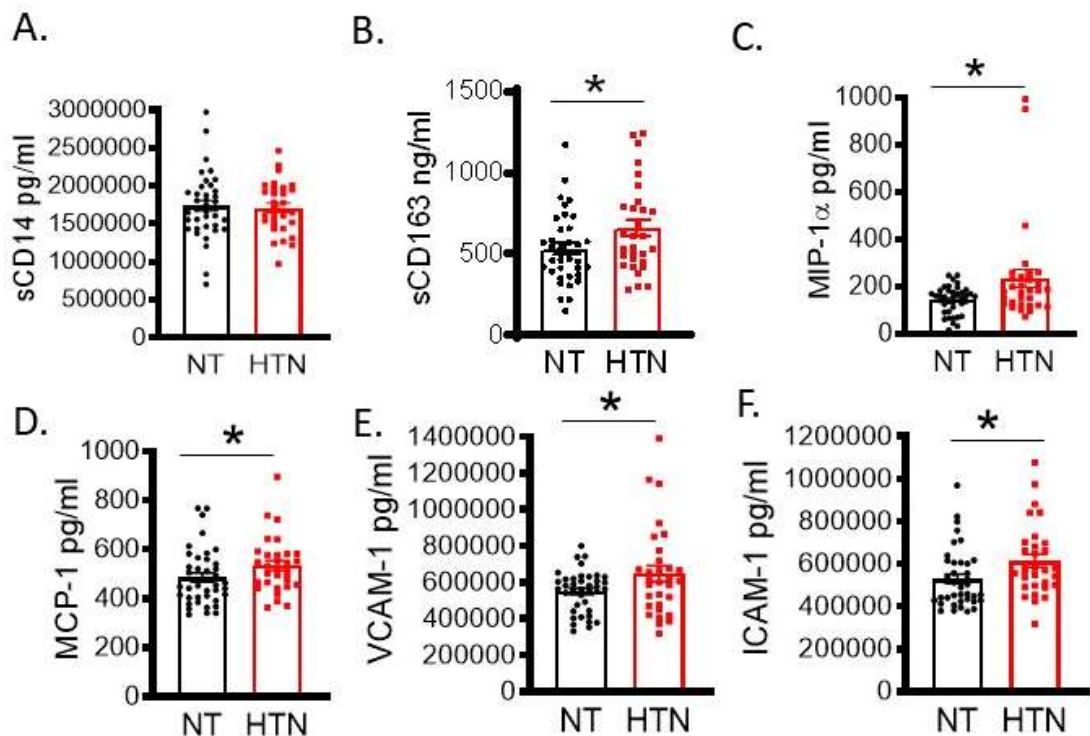 A.
sCD14 pg/ml
3000000
2500000
2000000
1500000
1000000
500000
0
NT HTN
B.
sCD163 ng/ml
1500
1000
500
0
*
NT HTN
C.
MIP-1α pg/ml
1000
800
600
400
200
0
*
NT HTN
D.
MCP-1 pg/ml
1000
800
600
400
200
0
*
NT HTN
E.
VCAM-1 pg/ml
1400000
1200000
1000000
800000
600000
400000
200000
0
*
NT HTN
F.
ICAM-1 pg/ml
1200000
1000000
800000
600000
400000
200000
0
*
NT HTN